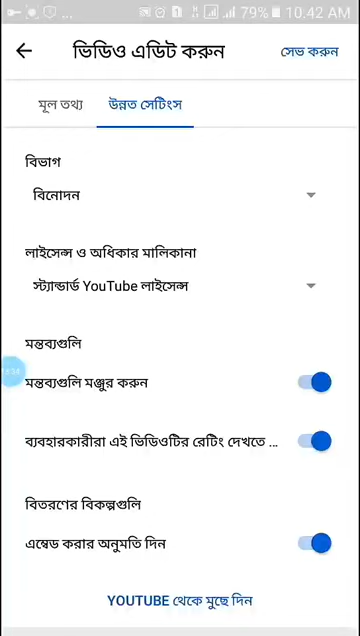 79% 10:42 AM
ভিডিও এডিট করুন সেভ করুন
মূল তথ্য উন্নত সেটিংস
বিভাগ
বিনোদন
লাইসেন্স ও অধিকার মালিকানা
স্ট্যান্ডার্ড YouTube লাইসেন্স
মন্তব্যগুলি
মন্তব্যগুলি মঞ্জুর করুন
ব্যবহারকারীরা এই ভিডিওটির রেটিং দেখতে ...
বিতরণের বিকল্পগুলি
এম্বেড করার অনুমতি দিন
YOUTUBE থেকে মুছে দিন